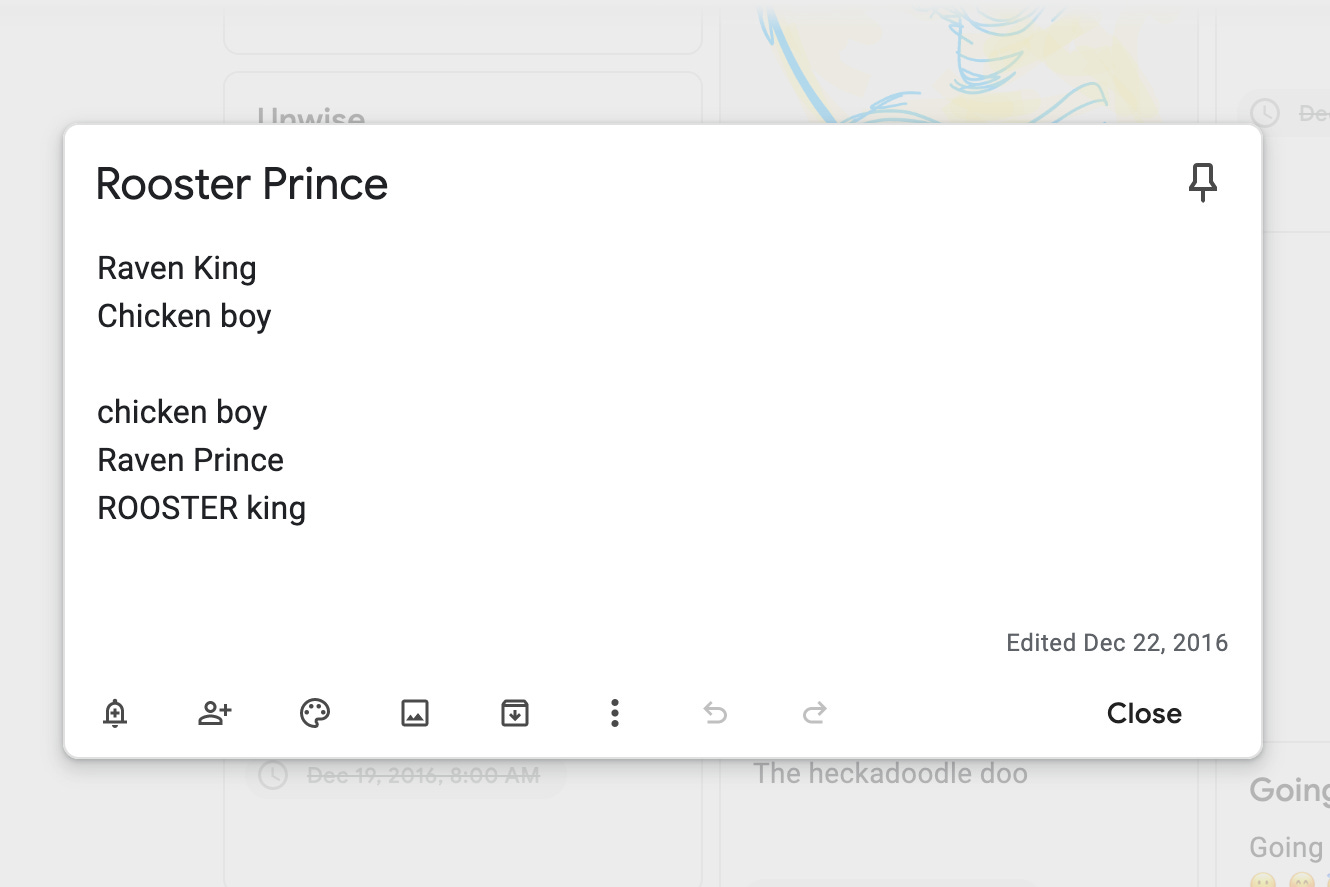 Unwise
De
Rooster Prince
Raven King
Chicken boy
chicken boy
Raven Prince
ROOSTER king
Edited Dec 22, 2016
Close
Dec 19, 2016, 8:00 AM
The heckadoodle doo
Going
Going